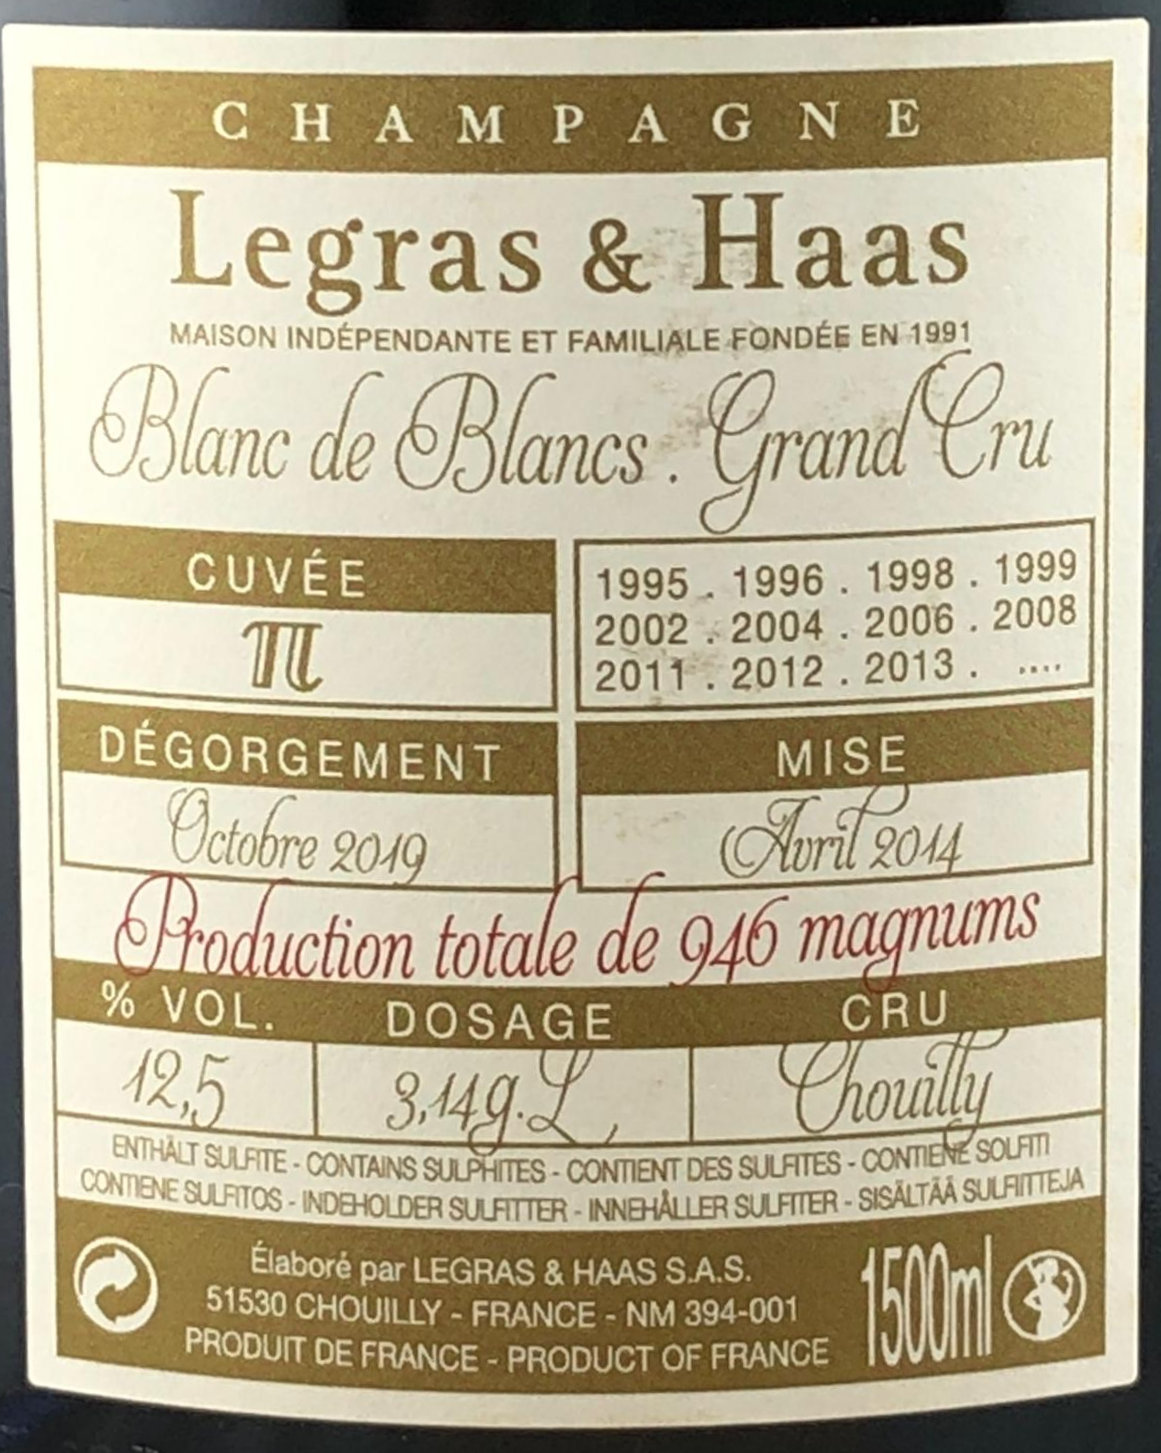 CHAMPAGNE
Legras & Haas
MAISON INDÉPENDANTE ET FAMILIALE FONDÉE EN 1991
Blanc de Blancs . Grand Cru
CUVÉE
π
1995 . 1996 . 1998 . 1999
2002 . 2004 . 2006 . 2008
2011 . 2012 . 2013 . ....
DÉGORGEMENT
Octobre 2019
MISE
Avril 2014
Production totale de 946 magnums
% VOL.
12,5
DOSAGE
3,14g.L
CRU
Chouilly
ENTHÄLT SULFITE - CONTAINS SULPHITES - CONTIENT DES SULFITES - CONTIENE SOLFITI
CONTIENE SULFITOS - INDEHOLDER SULFITTER - INNEHÅLLER SULFITER - SISÄLTÄÄ SULFIITTEJA
Élaboré par LEGRAS & HAAS S.A.S.
51530 CHOUILLY - FRANCE - NM 394-001
PRODUIT DE FRANCE - PRODUCT OF FRANCE
1500ml